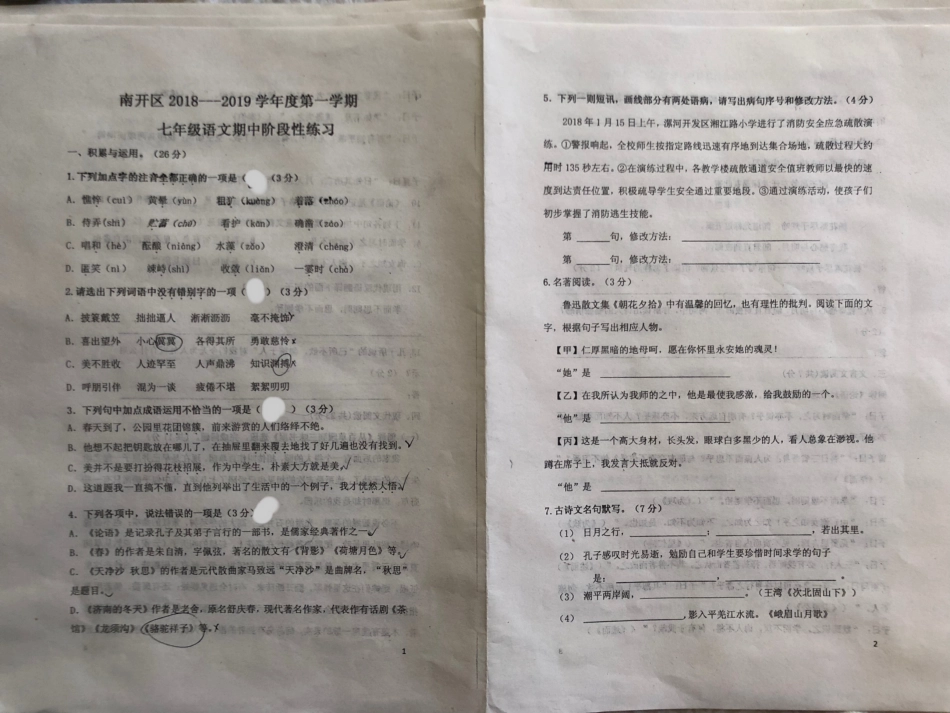 南开区 2018---2019 学年度第一学期
七年级语文期中阶段性练习
一、积累与运用。（26 分）
1.下列加点字的注音全都正确的一项是（ ）（3分）
A. 憔悴（cuì） 黄晕（yùn） 粗犷（kuàng） 着落（zháo）
B. 侍弄(shì) 贮蓄（chǔ） 看护（kān） 确凿（záo）
C. 唱和（hè） 酝酿（niàng） 水藻（zǎo） 澄清（chéng）
D. 匿笑（nì） 嶙峋(shì) 收敛（liǎn） 一霎时（chà）
2.请选出下列词语中没有错别字的一项（ ）（3分）
A. 披蓑戴笠 拙拙逼人 淅淅沥沥 毫不掩饰
B. 喜出望外 小心翼翼 各得其所 勇敢慈怜
C. 美不胜收 人迹罕至 人声鼎沸 知识渊搏
D. 呼朋引伴 混为一谈 疲倦不堪 絮絮叨叨
3. 下列句中加点成语运用不恰当的一项是（ ）（3分）
A. 春天到了，公园里花团锦簇，前来游赏的人们络绎不绝。
B. 他想不起把钥匙放在哪儿了，在抽屉里翻来覆去地找了好几遍也没有找到。
C. 美并不是要打扮得花枝招展，作为中学生，朴素大方就是美。
D. 这道题我一直搞不懂，直到他列举出了生活中的一个例子，我才恍然大悟。
4. 下列各项中，说法错误的一项是（3分）
A. 《论语》是记录孔子及其弟子言行的一部书，是儒家经典著作之一
B. 《春》的作者是朱自清，字佩弦，著名的散文有《背影》《荷塘月色》等。
C. 《天净沙 秋思》的作者是元代散曲家马致远“天净沙”是曲牌名，“秋思”
是题目。
D. 《济南的冬天》作者是老舍，原名舒庆春，现代著名作家，代表作有话剧《茶
馆》《龙须沟》《骆驼祥子》等。
1
5. 下列一则短讯，画线部分有两处语病，请写出病句序号和修改方法。（4 分）
2018 年 1 月 15 日上午，漯河开发区湘江路小学进行了消防安全应急疏散演
练。①警报响起，全校师生按指定路线迅速有序地到达集合场地，疏散过程大约
用时 135 秒左右。②在演练过程中，各教学楼疏散通道安全值班教师以最快的速
度到达责任位置，积极疏导学生安全通过重要地段。③通过演练活动，使孩们
初步掌握了消防逃生技能。
第 ______句，修改方法： ____________________
第 ______句，修改方法： ____________________
6.名著阅读。（3 分）
鲁迅散文集《朝花夕拾》中有温馨的回忆，也有理性的批判。阅读下面的文
字，根据句子写出相应人物。
【甲】仁厚黑暗的地母呵，愿在你怀里永安她的魂灵！
“她”是 ____________________
【乙】在我所认为我师的之中，他是最使我感激，给我鼓励的一个。
“他”是 ____________________
【丙】这是一个高大身材，长头发，眼球白多黑少的人，看人总象在渺视。他
蹲在席子上，我发言大抵就反对。
“他”是 ____________________
7.古诗文名句默写。（7 分）
（1） 日月之行，____________；____________，若出其里。
（2） 孔子感叹时光易逝，勉励自己和学生要珍惜时间求学的句子
是：____________，____________。
（3） 潮平两岸阔，____________。（王湾《次北固山下》）
（4） ____________,影入平羌江水流。《峨眉山月歌》
2